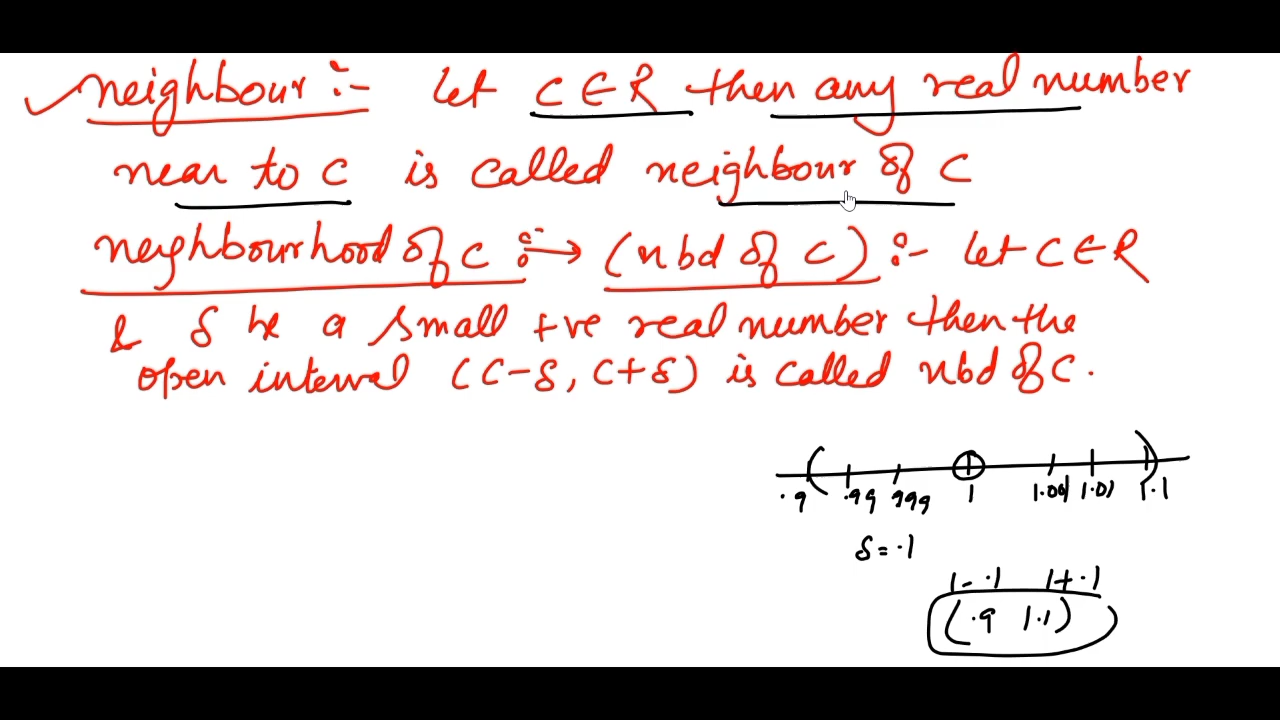 neighbour :- let C ∈ R then any real number
near to C is called neighbour of C
neighbourhood of C :→ (nbd of C) :- let C ∈ R
& δ be a small +ve real number then the
open interval (C-δ, C+δ) is called nbd of C.
.9 .99 .999 1 1.001 1.01 1.1
δ = .1
1 - .1 1 + .1
(.9 1.1)